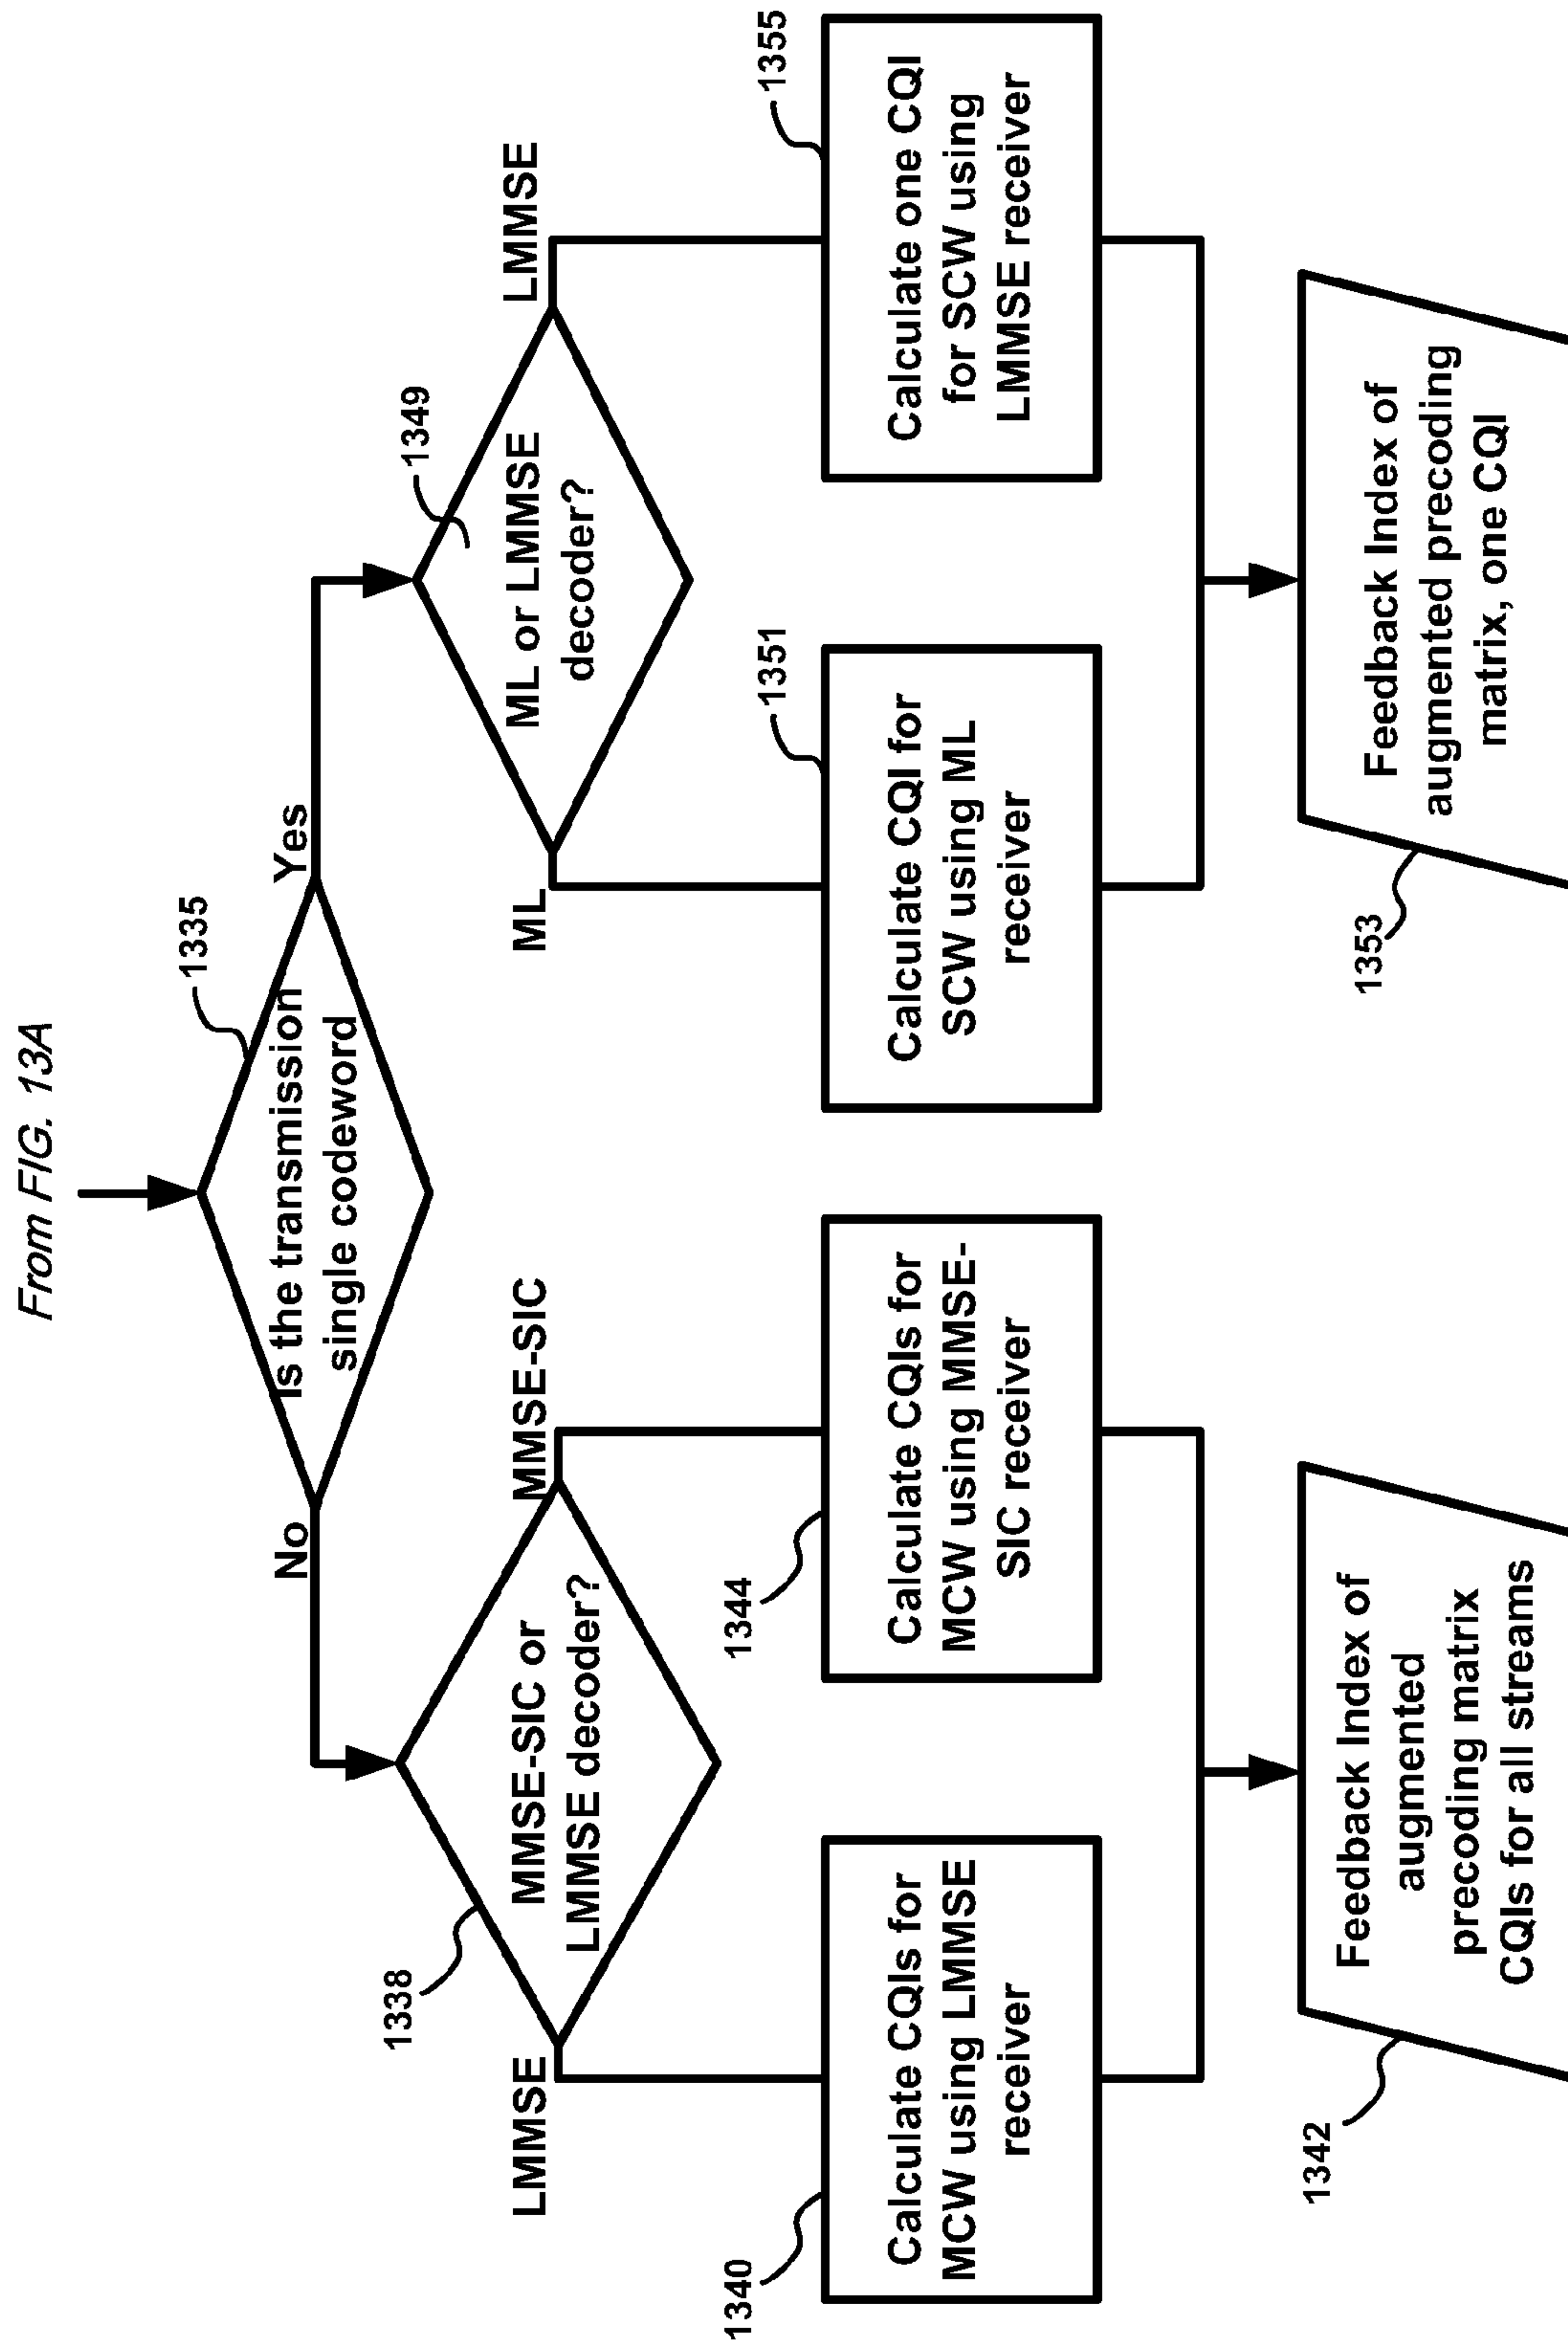 From FIG. 13A
1335
Is the transmission
single codeword
No
Yes
1338
MMSE-SIC or
LMMSE decoder?
LMMSE
MMSE-SIC
1349
ML or LMMSE
decoder?
ML
LMMSE
1340
Calculate CQIs for
MCW using LMMSE
receiver
1344
Calculate CQIs for
MCW using MMSE-
SIC receiver
1351
Calculate CQI for
SCW using ML
receiver
1355
Calculate one CQI
for SCW using
LMMSE receiver
1342
Feedback Index of
augmented
precoding matrix
CQIs for all streams
1353
Feedback Index of
augmented precoding
matrix, one CQI